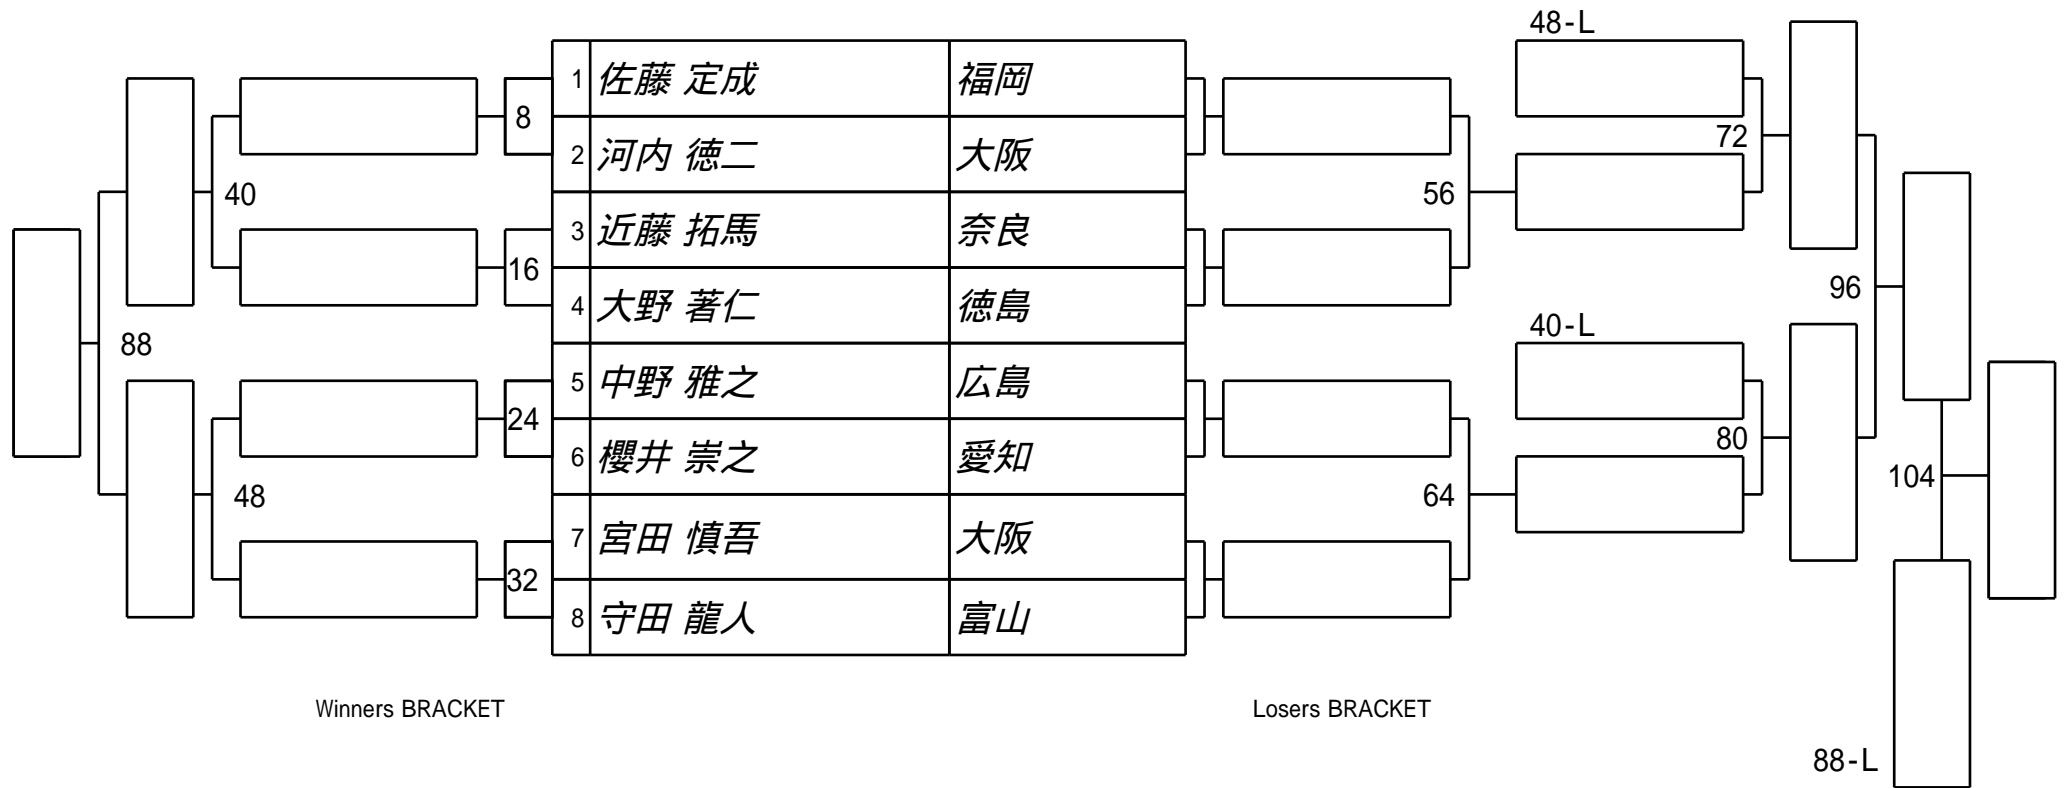 48-L
1 佐藤 定成 福岡
8
72
2 河内 徳二 大阪
40
56
3 近藤 拓馬 奈良
16
96
4 大野 著仁 徳島
40-L
88
5 中野 雅之 広島
24
80
6 櫻井 崇之 愛知
104
48
64
7 宮田 慎吾 大阪
32
8 守田 龍人 富山
Winners BRACKET
Losers BRACKET
88-L